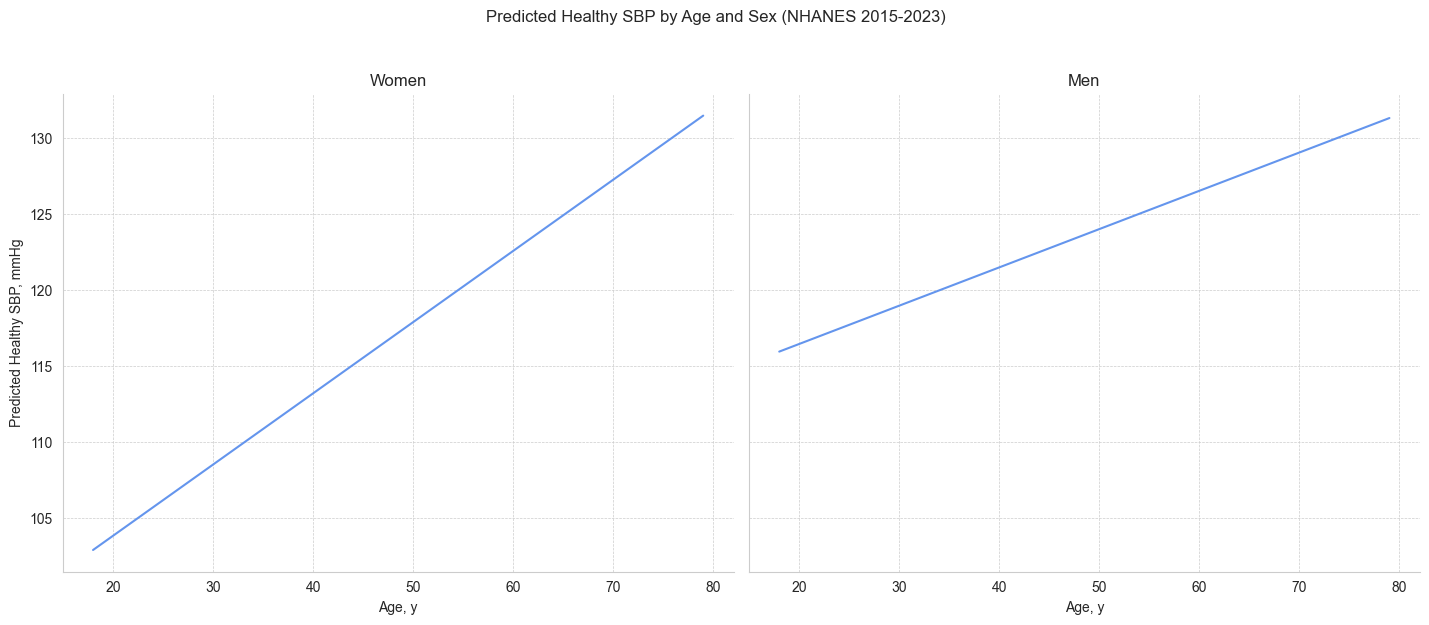 Predicted Healthy SBP by Age and Sex (NHANES 2015-2023)
Women
Men
Predicted Healthy SBP, mmHg
130
125
120
115
110
105
20 30 40 50 60 70 80
20 30 40 50 60 70 80
Age, y
Age, y